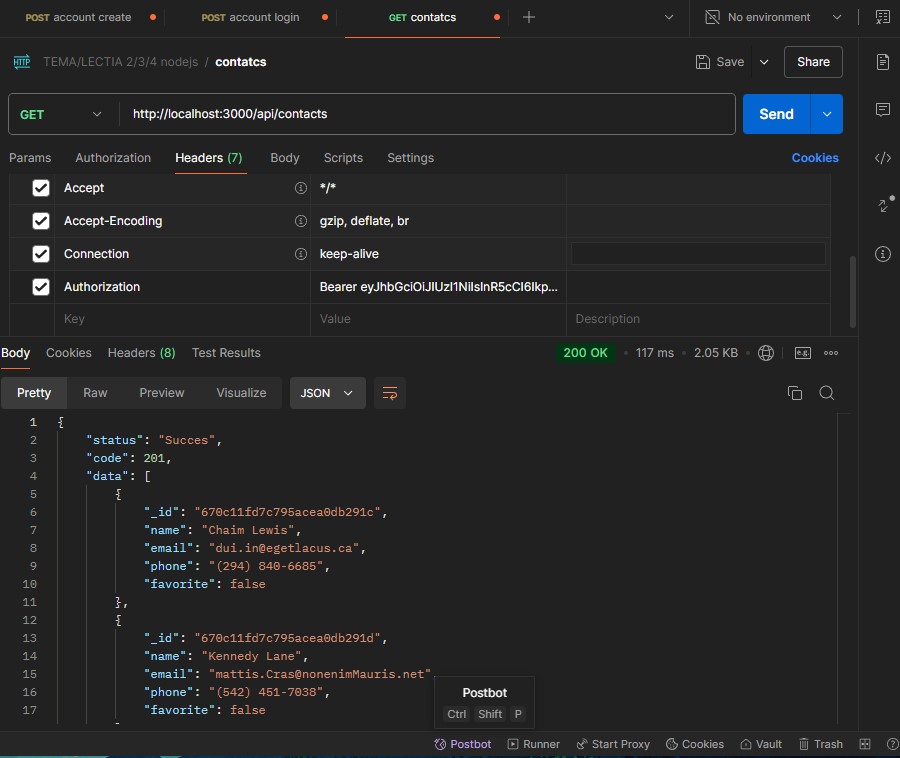 POST account create
POST account login
GET contatcs
No environment
HTTP TEMA/LECTIA 2/3/4 nodejs / contatcs
Save
Share
GET
http://localhost:3000/api/contacts
Send
Params Authorization Headers (7) Body Scripts Settings Cookies
Accept */*
Accept-Encoding gzip, deflate, br
Connection keep-alive
Authorization
Key Value Description
Body Cookies Headers (8) Test Results 200 OK 117 ms 2.05 KB e.g.
Pretty Raw Preview Visualize JSON
1 {
2 "status": "Succes",
3 "code": 201,
4 "data": [
5 {
6 "_id": "670c11fd7c795acea0db291c",
7 "name": "Chaim Lewis",
8 "email": "dui.in@egetlacus.ca",
9 "phone": "(294) 840-6685",
10 "favorite": false
11 },
12 {
13 "_id": "670c11fd7c795acea0db291d",
14 "name": "Kennedy Lane",
15 "email": "mattis.Cras@nonenimMauris.net"
16 "phone": "(542) 451-7038",
17 "favorite": false
Postbot
Ctrl Shift P
Postbot Runner Start Proxy Cookies Vault Trash